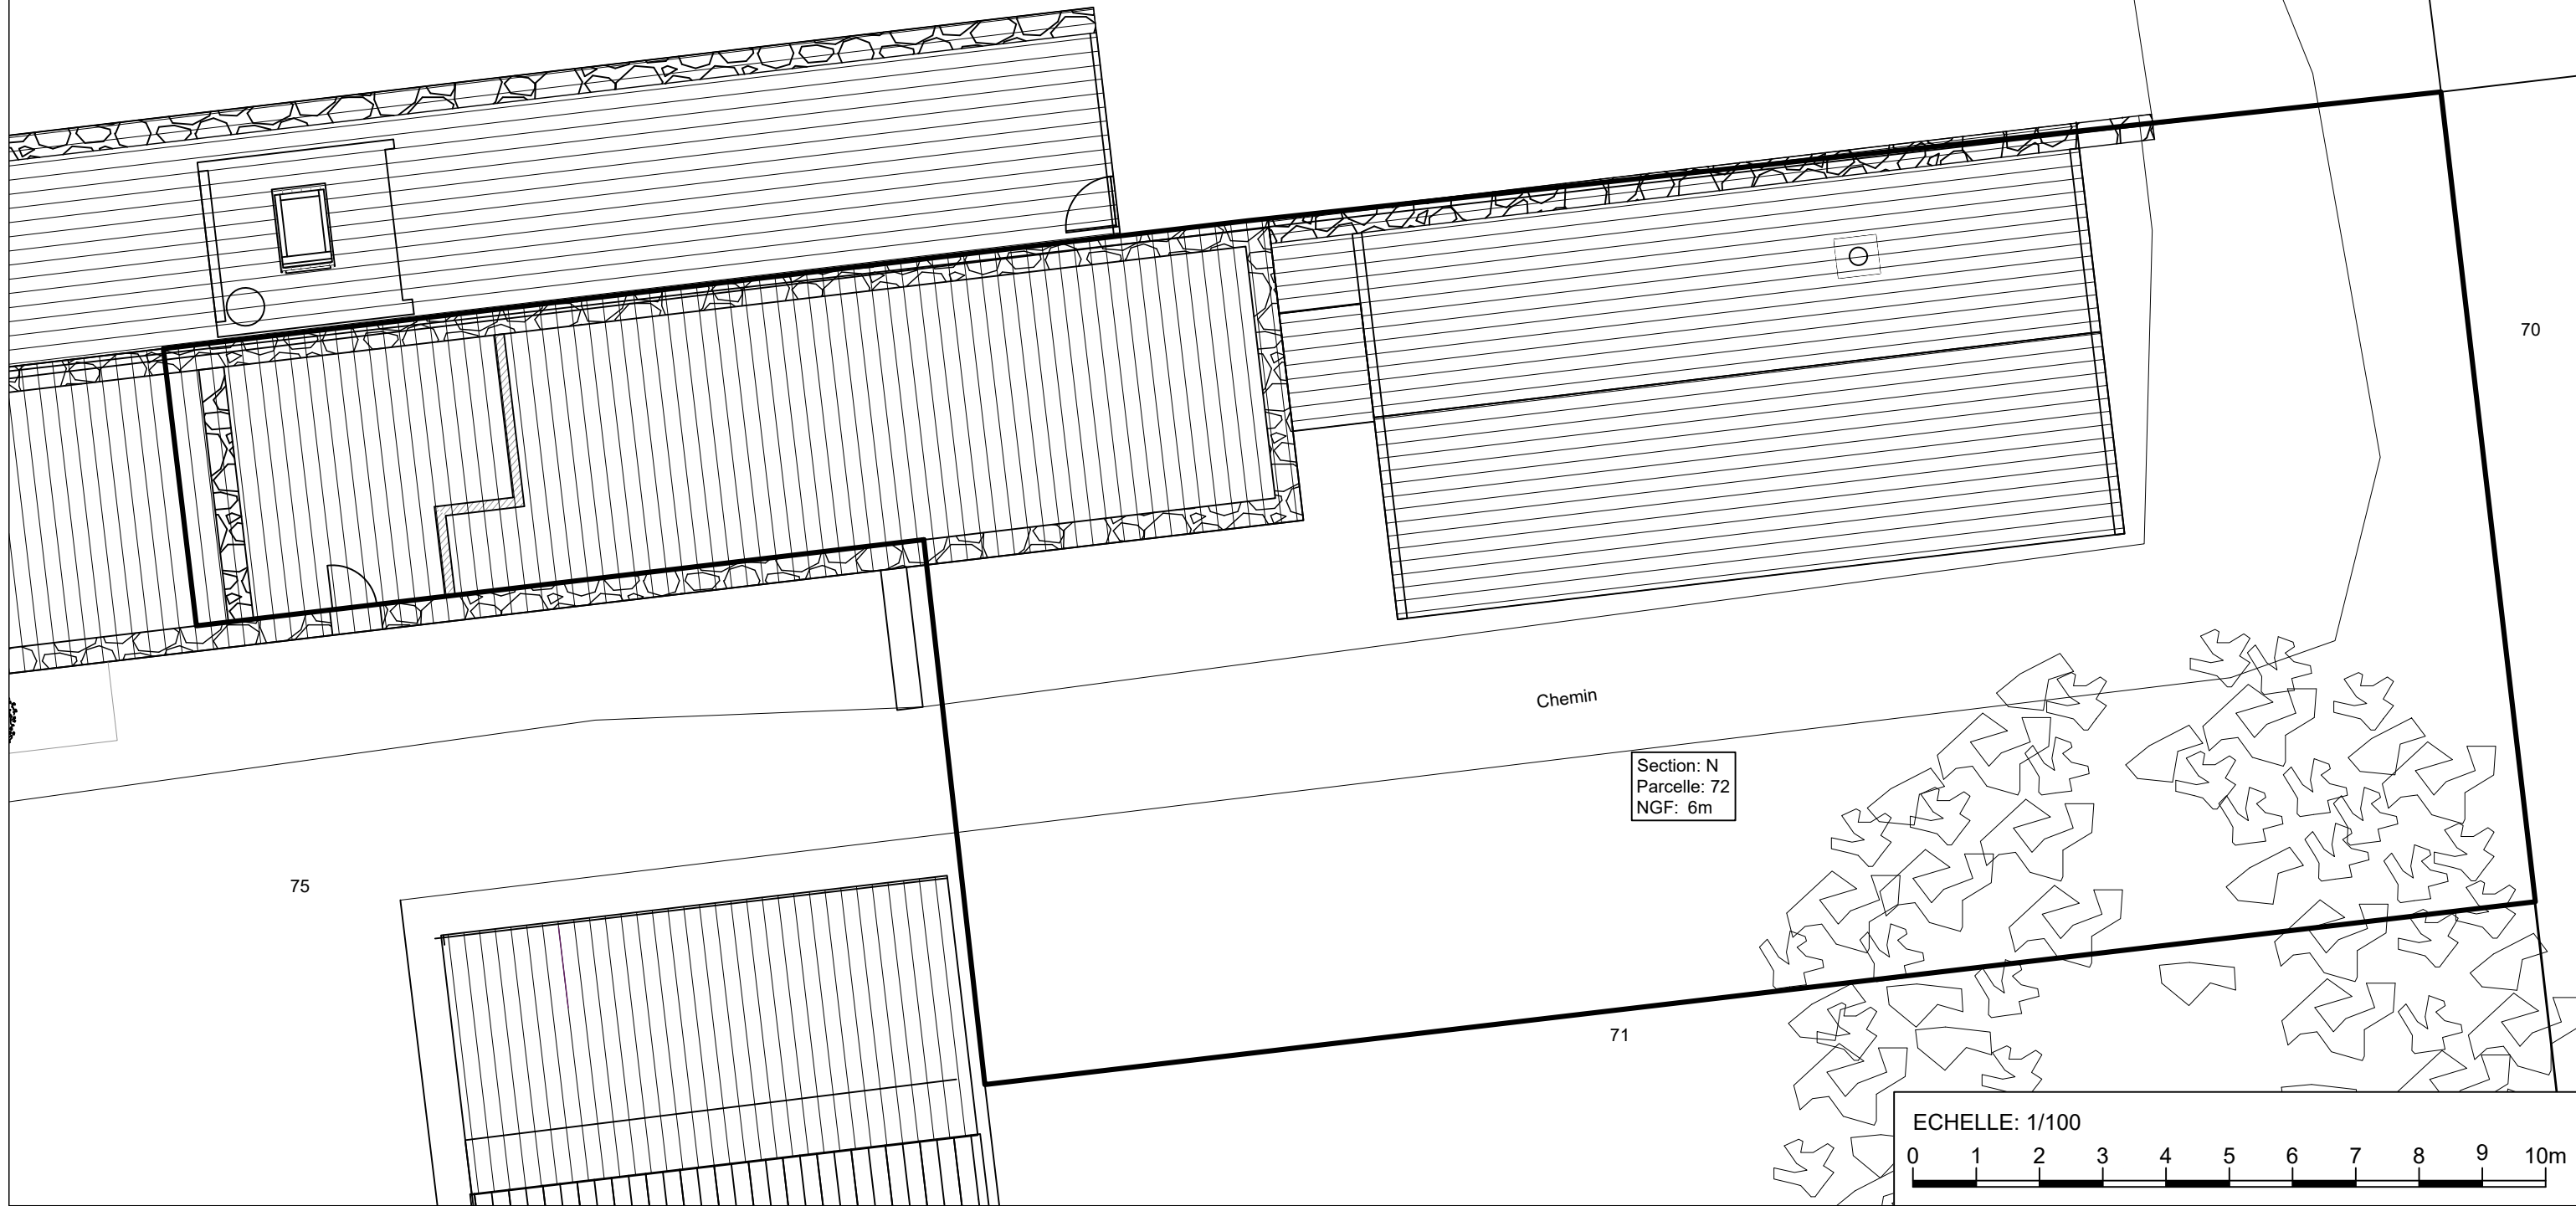 70
Chemin
Section: N
Parcelle: 72
NGF: 6m
75
71
ECHELLE: 1/100
0 1 2 3 4 5 6 7 8 9 10m